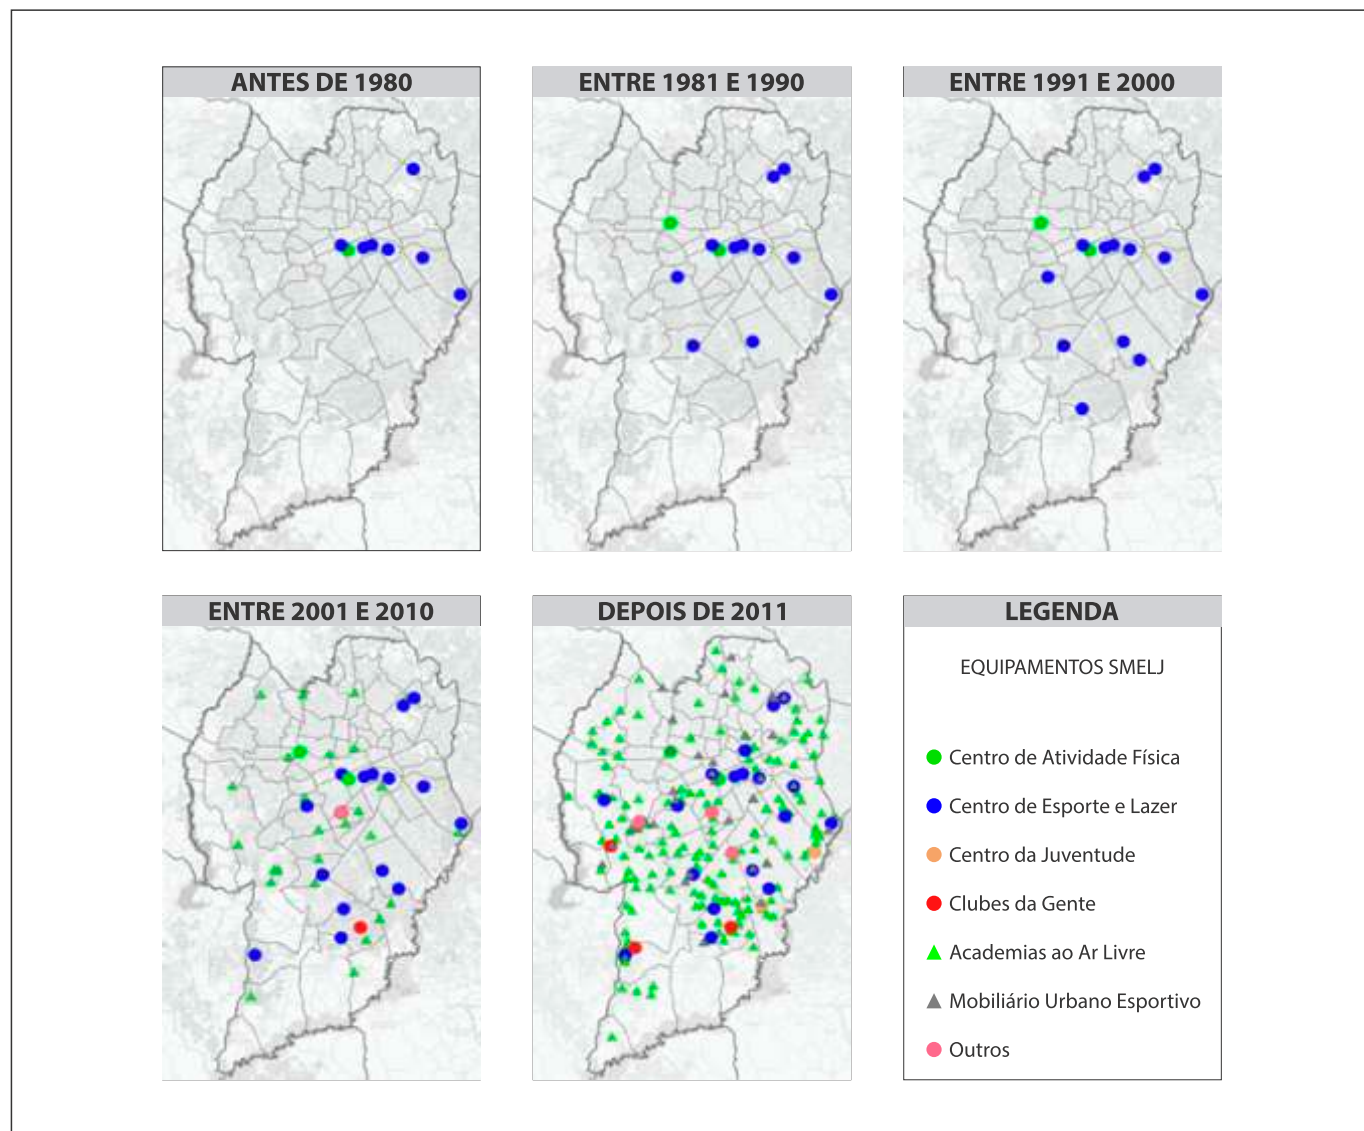 ANTES DE 1980
ENTRE 1981 E 1990
ENTRE 1991 E 2000
ENTRE 2001 E 2010
DEPOIS DE 2011
LEGENDA
EQUIPAMENTOS SMELJ
Centro de Atividade Física
Centro de Esporte e Lazer
Centro da Juventude
Clubes da Gente
Academias ao Ar Livre
Mobiliário Urbano Esportivo
Outros